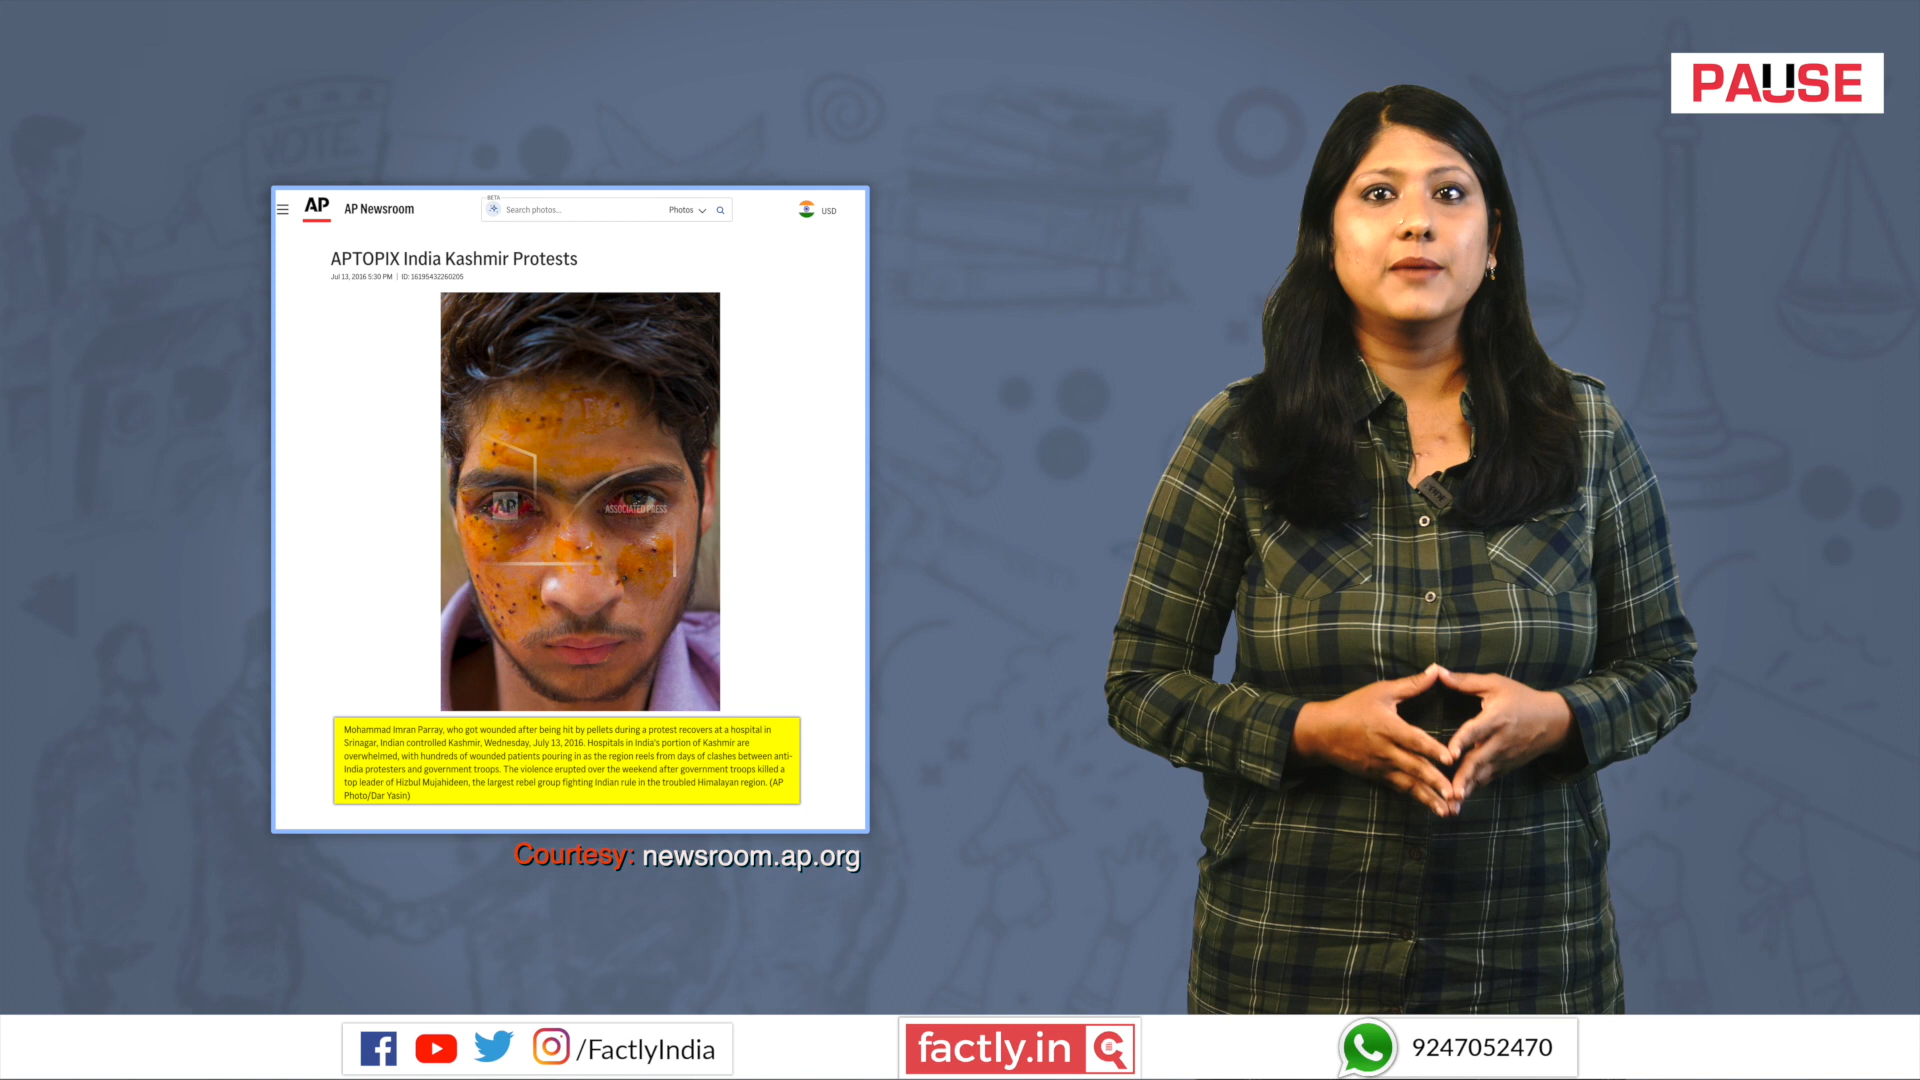 PAUSE
VOTE
AP
AP Newsroom
BETA
Search photos...
Photos
USD
APTOPIX India Kashmir Protests
Jul 13, 2016 5:30 PM | ID: 16195432260205
AP
ASSOCIATED PRESS
Mohammad Imran Parray, who got wounded after being hit by pellets during a protest recovers at a hospital in
Srinagar, Indian controlled Kashmir, Wednesday, July 13, 2016. Hospitals in India's portion of Kashmir are
overwhelmed, with hundreds of wounded patients pouring in as the region reels from days of clashes between anti-
India protesters and government troops. The violence erupted over the weekend after government troops killed a
top leader of Hizbul Mujahideen, the largest rebel group fighting Indian rule in the troubled Himalayan region. (AP
Photo/Dar Yasin)
Courtesy: newsroom.ap.org
/FactlyIndia
factly.in
9247052470